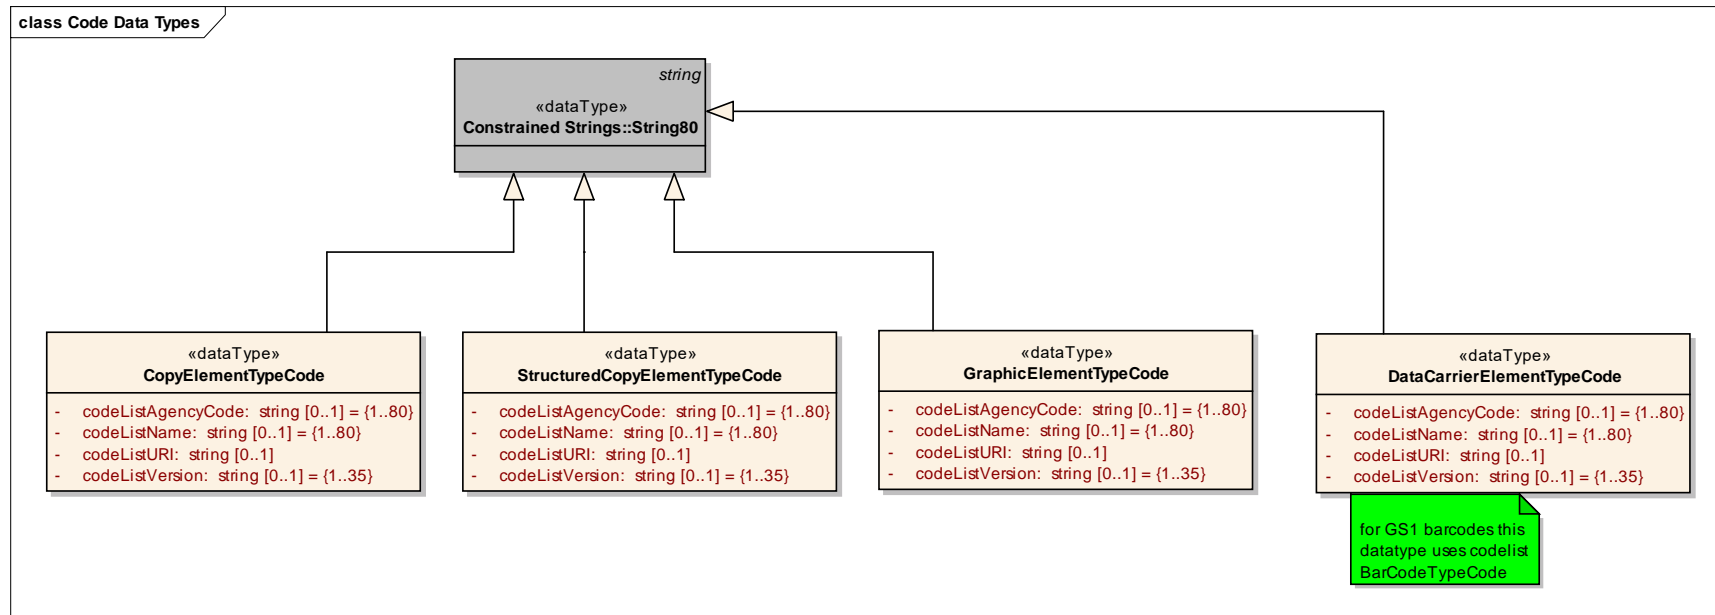 class Code Data Types
string
«dataType»
Constrained Strings::String80
«dataType»
CopyElementTypeCode
- codeListAgencyCode: string [0..1] = {1..80}
- codeListName: string [0..1] = {1..80}
- codeListURI: string [0..1]
- codeListVersion: string [0..1] = {1..35}
«dataType»
StructuredCopyElementTypeCode
- codeListAgencyCode: string [0..1] = {1..80}
- codeListName: string [0..1] = {1..80}
- codeListURI: string [0..1]
- codeListVersion: string [0..1] = {1..35}
«dataType»
GraphicElementTypeCode
- codeListAgencyCode: string [0..1] = {1..80}
- codeListName: string [0..1] = {1..80}
- codeListURI: string [0..1]
- codeListVersion: string [0..1] = {1..35}
«dataType»
DataCarrierElementTypeCode
- codeListAgencyCode: string [0..1] = {1..80}
- codeListName: string [0..1] = {1..80}
- codeListURI: string [0..1]
- codeListVersion: string [0..1] = {1..35}
for GS1 barcodes this
datatype uses codelist
BarCodeTypeCode